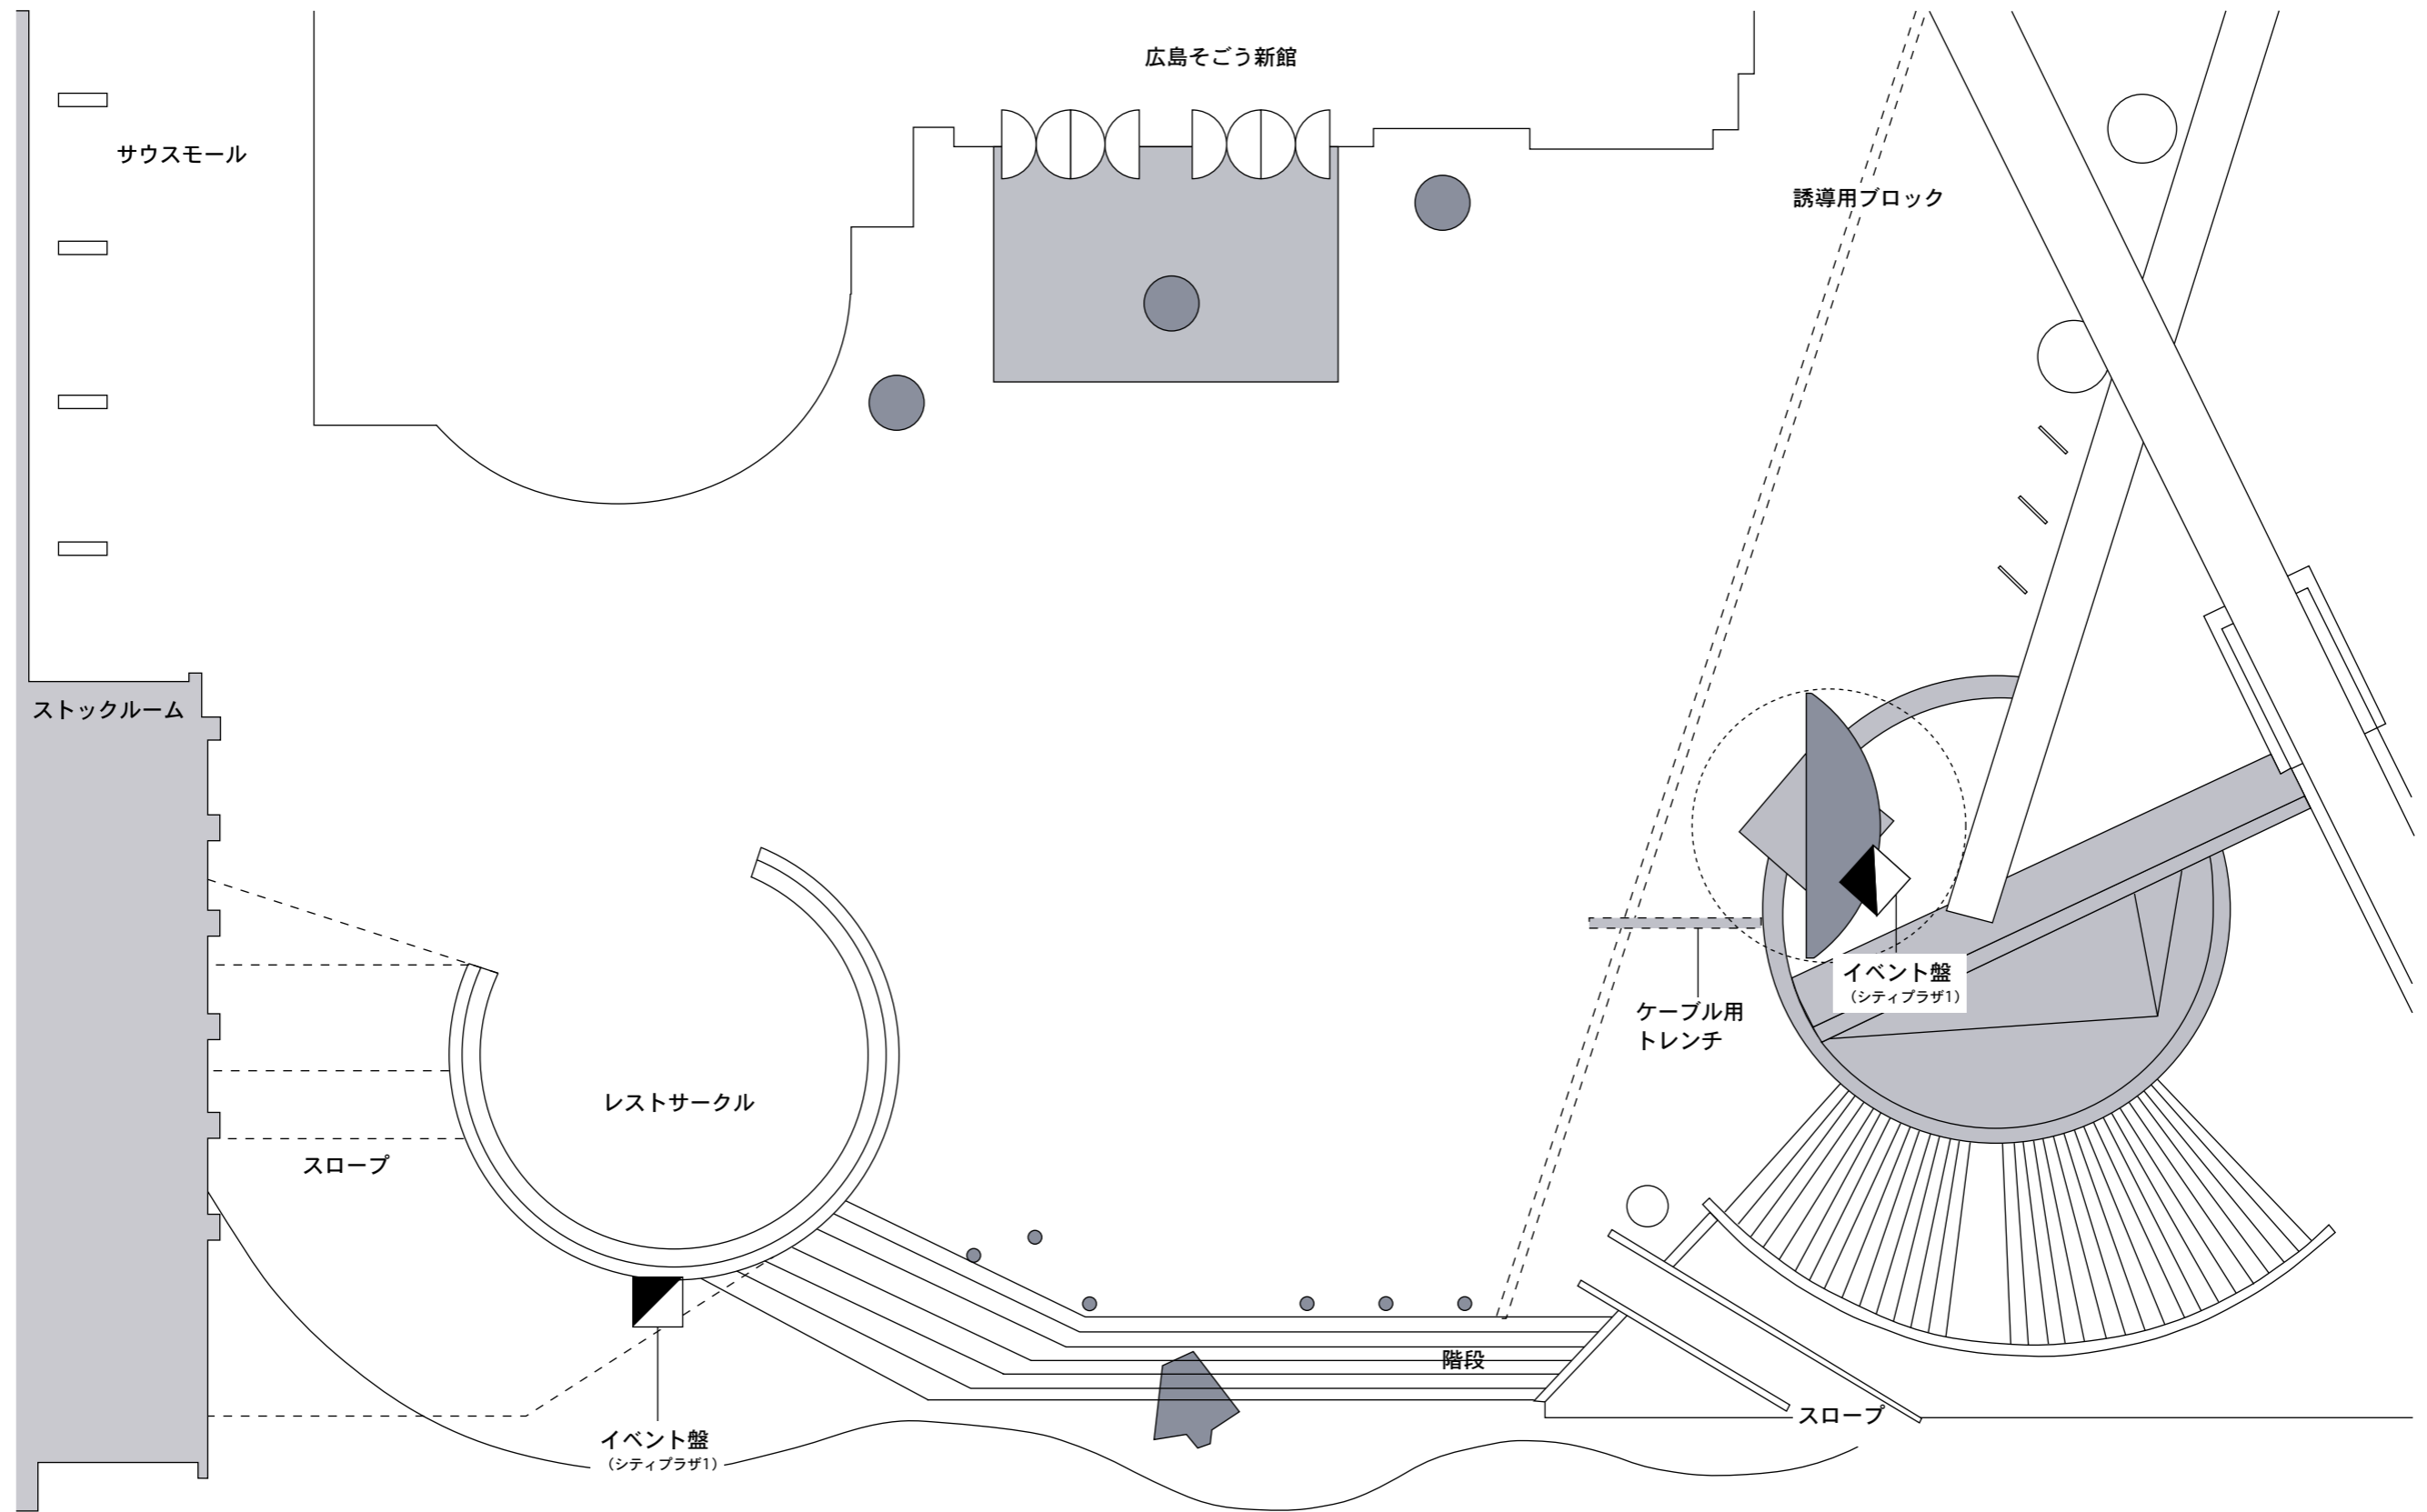 広島そごう新館
サウスモール
誘導用ブロック
ストックルーム
イベント盤
（シティプラザ1）
ケーブル用
トレンチ
レストサークル
スロープ
階段
スロープ
イベント盤
（シティプラザ1）